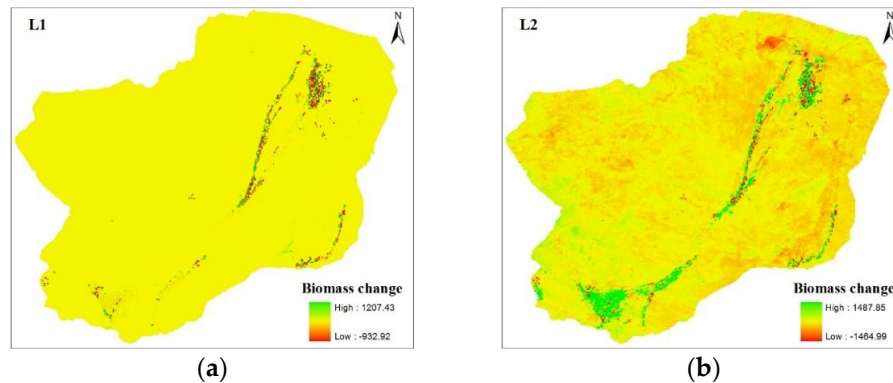 L1
N
Biomass change
High : 1207.43
Low : -932.92
(a)
L2
N
Biomass change
High : 1487.85
Low : -1464.99
(b)